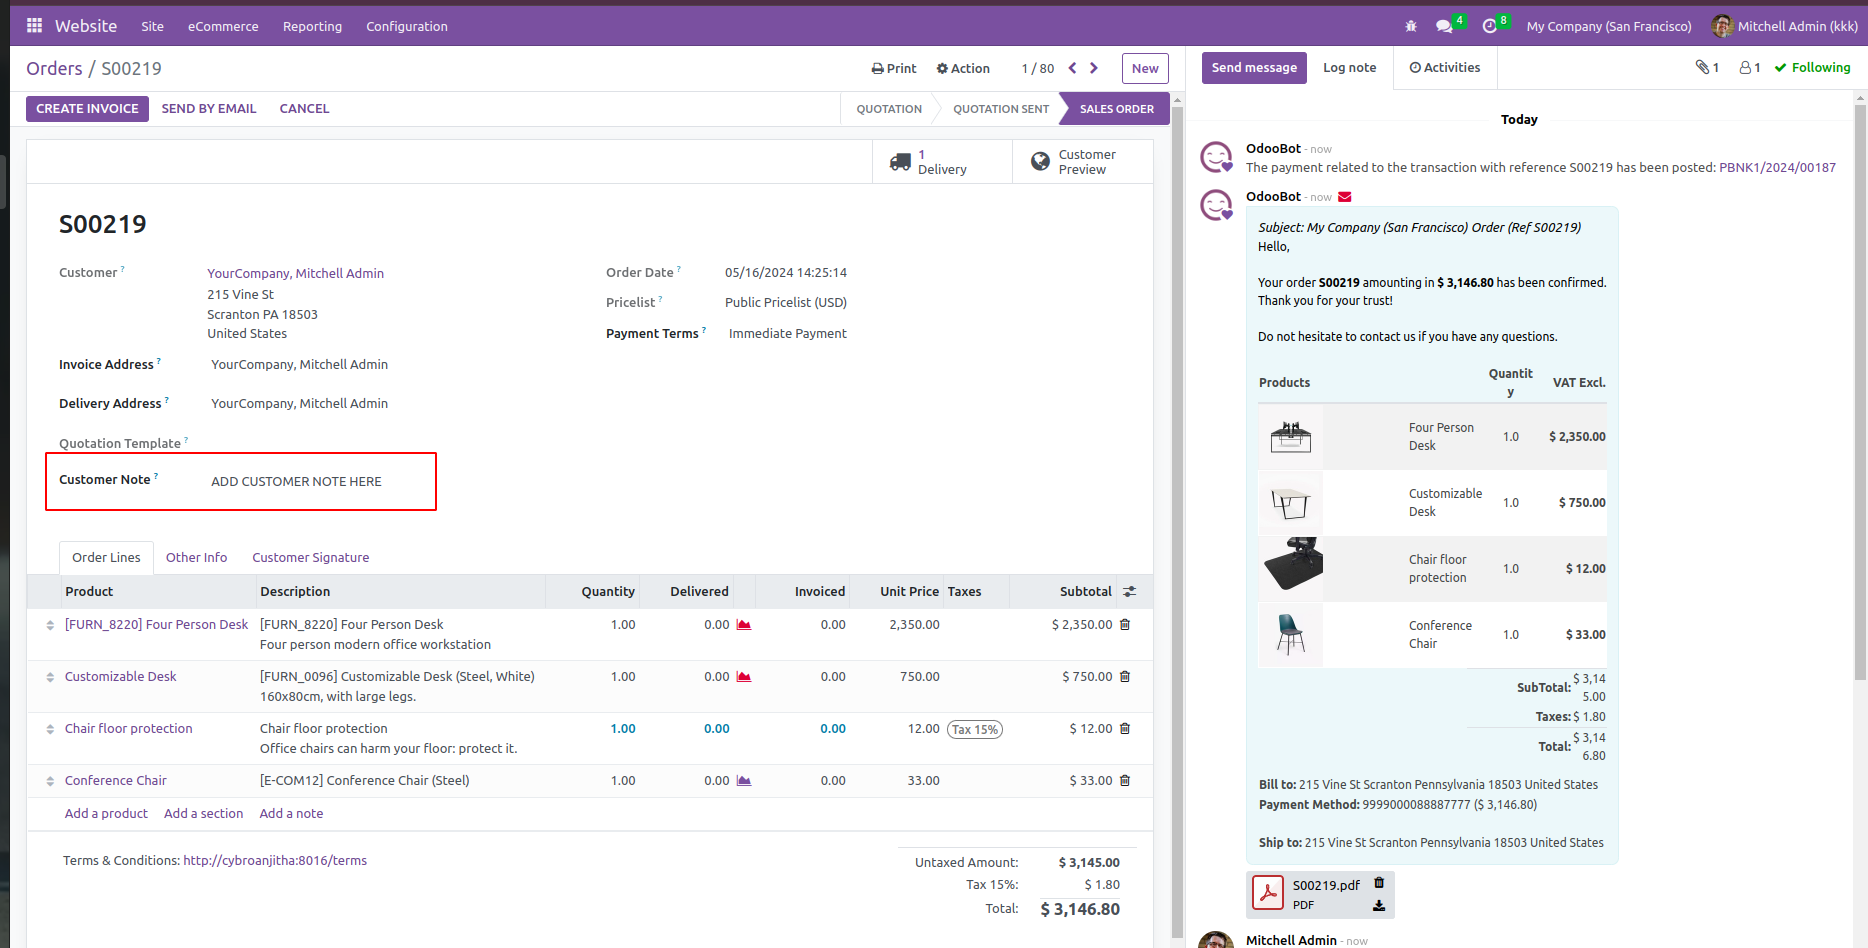 Website Site eCommerce Reporting Configuration 4 8 My Company (San Francisco) Mitchell Admin (kkk)
Orders / S00219
Print Action 1 / 80 New
CREATE INVOICE SEND BY EMAIL CANCEL
QUOTATION QUOTATION SENT SALES ORDER
1
Delivery
Customer
Preview
S00219
Customer ? YourCompany, Mitchell Admin
215 Vine St
Scranton PA 18503
United States
Invoice Address ? YourCompany, Mitchell Admin
Delivery Address ? YourCompany, Mitchell Admin
Quotation Template ?
Customer Note ? ADD CUSTOMER NOTE HERE
Order Date ? 05/16/2024 14:25:14
Pricelist ? Public Pricelist (USD)
Payment Terms ? Immediate Payment
Order Lines Other Info Customer Signature
Product Description Quantity Delivered Invoiced Unit Price Taxes Subtotal
[FURN_8220] Four Person Desk [FURN_8220] Four Person Desk 1.00 0.00 0.00 2,350.00 $ 2,350.00
Four person modern office workstation
Customizable Desk [FURN_0096] Customizable Desk (Steel, White) 1.00 0.00 0.00 750.00 $ 750.00
160x80cm, with large legs.
Chair floor protection Chair floor protection 1.00 0.00 0.00 12.00 Tax 15% $ 12.00
Office chairs can harm your floor: protect it.
Conference Chair [E-COM12] Conference Chair (Steel) 1.00 0.00 0.00 33.00 $ 33.00
Add a product Add a section Add a note
Terms & Conditions: http://cybroanjitha:8016/terms
Untaxed Amount: $ 3,145.00
Tax 15%: $ 1.80
Total: $ 3,146.80
Send message Log note Activities 1 1 Following
Today
OdooBot - now
The payment related to the transaction with reference S00219 has been posted: PBNK1/2024/00187
OdooBot - now
Subject: My Company (San Francisco) Order (Ref S00219)
Hello,
Your order S00219 amounting in $ 3,146.80 has been confirmed.
Thank you for your trust!
Do not hesitate to contact us if you have any questions.
Products Quantit
y VAT Excl.
Four Person
Desk 1.0 $ 2,350.00
Customizable
Desk 1.0 $ 750.00
Chair floor
protection 1.0 $ 12.00
Conference
Chair 1.0 $ 33.00
SubTotal: $ 3,14
5.00
Taxes: $ 1.80
Total: $ 3,14
6.80
Bill to: 215 Vine St Scranton Pennsylvania 18503 United States
Payment Method: 9999000088887777 ($ 3,146.80)
Ship to: 215 Vine St Scranton Pennsylvania 18503 United States
S00219.pdf
PDF
Mitchell Admin - now